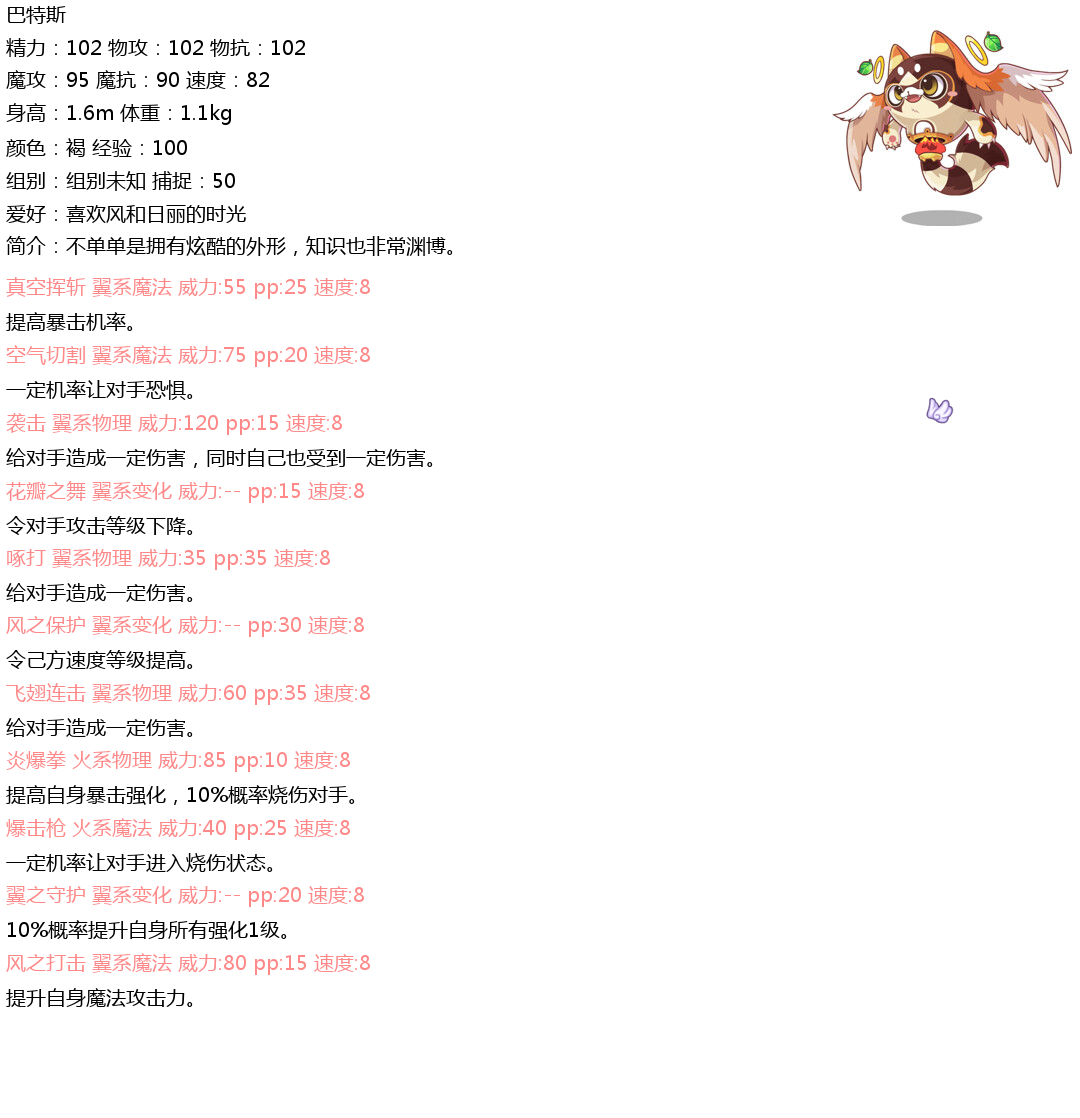 巴特斯
精力：102 物攻：102 物抗：102
魔攻：95 魔抗：90 速度：82
身高：1.6m 体重：1.1kg
颜色：褐 经验：100
组别：组别未知 捕捉：50
爱好：喜欢风和日丽的时光
简介：不单单是拥有炫酷的外形，知识也非常渊博。
真空挥斩 翼系魔法 威力:55 pp:25 速度:8
提高暴击机率。
空气切割 翼系魔法 威力:75 pp:20 速度:8
一定机率让对手恐惧。
袭击 翼系物理 威力:120 pp:15 速度:8
给对手造成一定伤害，同时自己也受到一定伤害。
花瓣之舞 翼系变化 威力:-- pp:15 速度:8
令对手攻击等级下降。
啄打 翼系物理 威力:35 pp:35 速度:8
给对手造成一定伤害。
风之保护 翼系变化 威力:-- pp:30 速度:8
令己方速度等级提高。
飞翅连击 翼系物理 威力:60 pp:35 速度:8
给对手造成一定伤害。
炎爆拳 火系物理 威力:85 pp:10 速度:8
提高自身暴击强化，10%概率烧伤对手。
爆击枪 火系魔法 威力:40 pp:25 速度:8
一定机率让对手进入烧伤状态。
翼之守护 翼系变化 威力:-- pp:20 速度:8
10%概率提升自身所有强化1级。
风之打击 翼系魔法 威力:80 pp:15 速度:8
提升自身魔法攻击力。